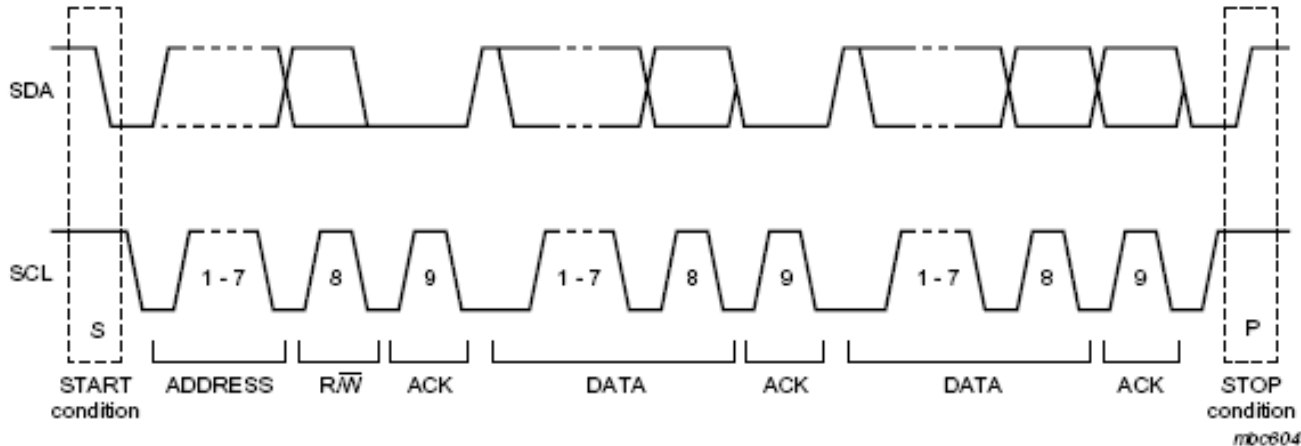 SDA
SCL
1 - 7
8
9
1 - 7
8
9
1 - 7
8
9
S
P
START condition
ADDRESS
R/W̅
ACK
DATA
ACK
DATA
ACK
STOP condition
mbc604